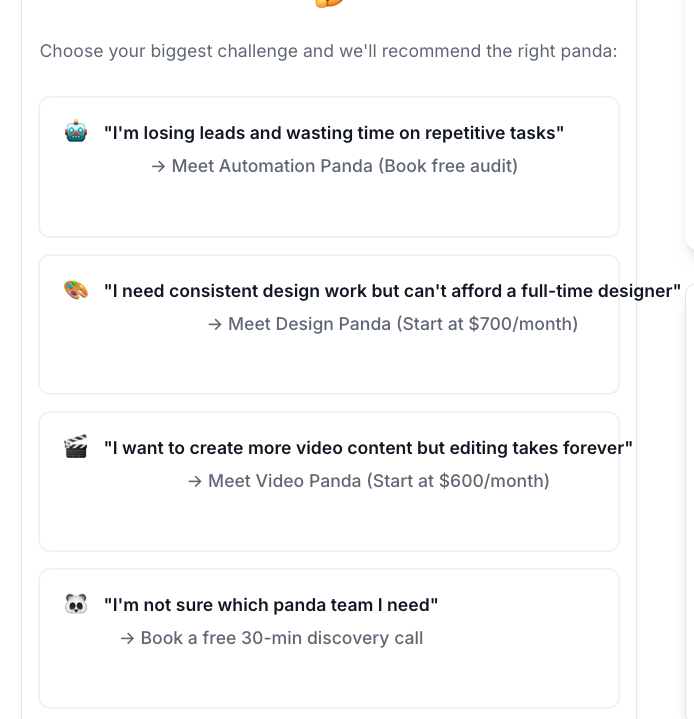 Choose your biggest challenge and we'll recommend the right panda:
"I'm losing leads and wasting time on repetitive tasks"
→ Meet Automation Panda (Book free audit)
"I need consistent design work but can't afford a full-time designer"
→ Meet Design Panda (Start at $700/month)
"I want to create more video content but editing takes forever"
→ Meet Video Panda (Start at $600/month)
"I'm not sure which panda team I need"
→ Book a free 30-min discovery call